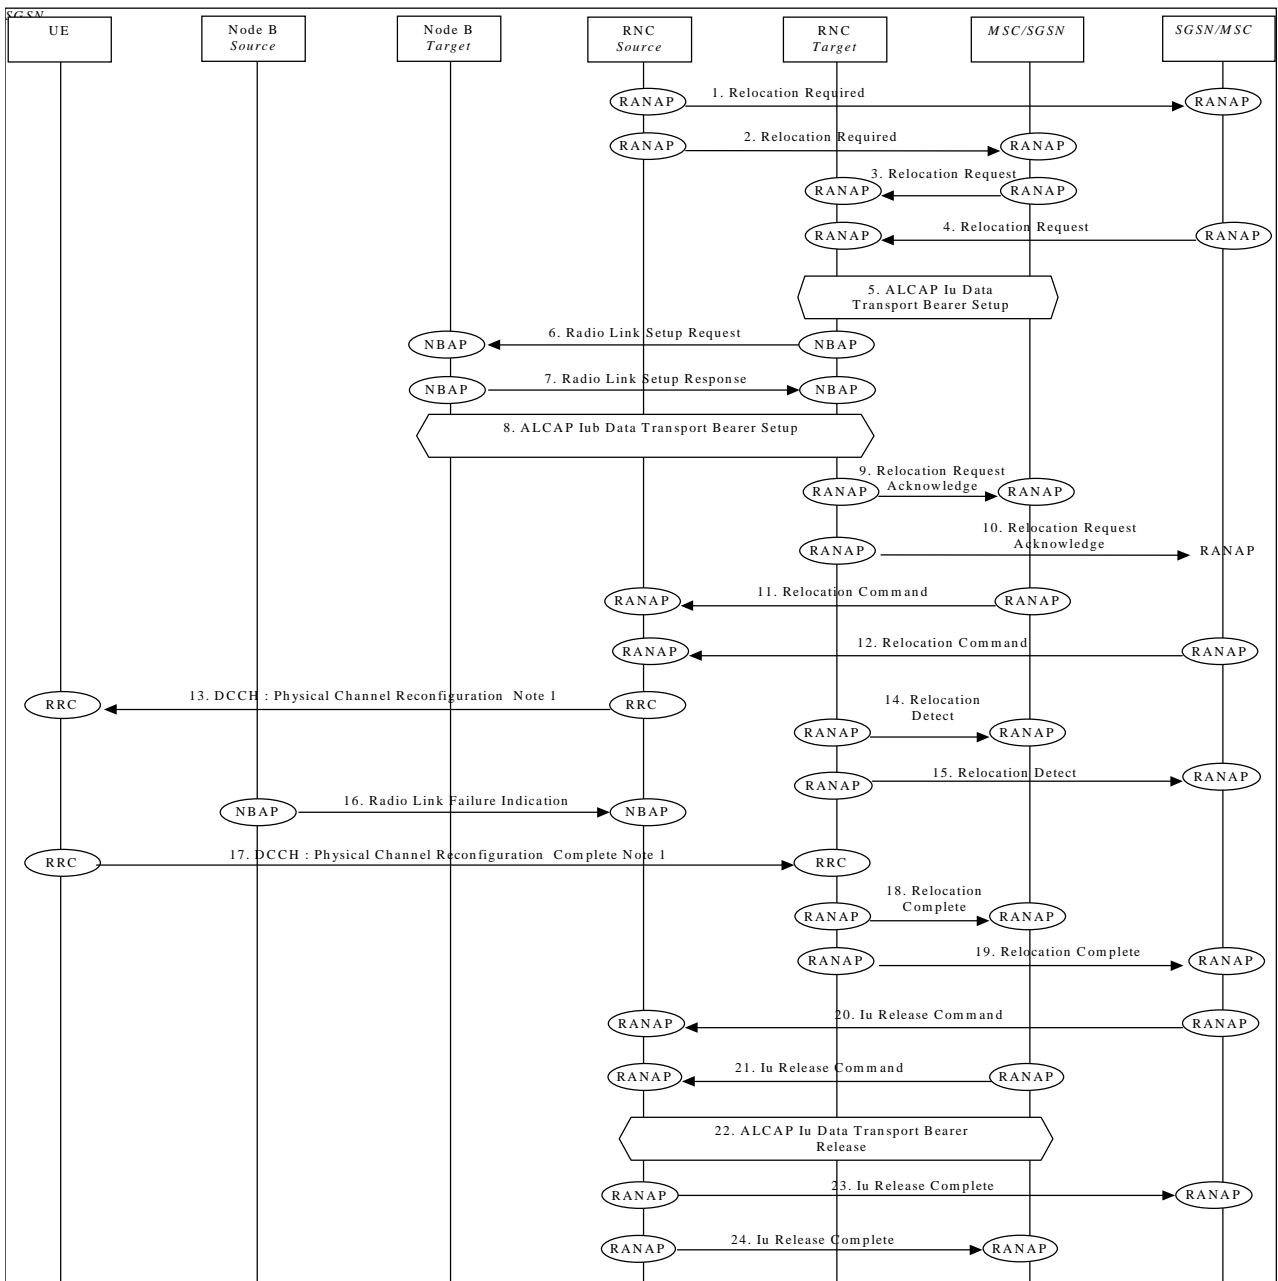 SGSN
UE
Node B
Source
Node B
Target
RNC
Source
RNC
Target
MSC/SGSN
SGSN/MSC
RANAP
1. Relocation Required
RANAP
RANAP
2. Relocation Required
RANAP
RANAP
3. Relocation Request
RANAP
RANAP
4. Relocation Request
RANAP
5. ALCAP Iu Data
Transport Bearer Setup
NBAP
6. Radio Link Setup Request
NBAP
NBAP
7. Radio Link Setup Response
NBAP
8. ALCAP Iub Data Transport Bearer Setup
RANAP
9. Relocation Request
Acknowledge
RANAP
RANAP
10. Relocation Request
Acknowledge
RANAP
RANAP
11. Relocation Command
RANAP
RANAP
12. Relocation Command
RANAP
RRC
13. DCCH : Physical Channel Reconfiguration Note 1
RRC
RANAP
14. Relocation
Detect
RANAP
RANAP
15. Relocation Detect
RANAP
NBAP
16. Radio Link Failure Indication
NBAP
RRC
17. DCCH : Physical Channel Reconfiguration Complete Note 1
RRC
RANAP
18. Relocation
Complete
RANAP
RANAP
19. Relocation Complete
RANAP
RANAP
20. Iu Release Command
RANAP
RANAP
21. Iu Release Command
RANAP
22. ALCAP Iu Data Transport Bearer
Release
RANAP
23. Iu Release Complete
RANAP
RANAP
24. Iu Release Complete
RANAP